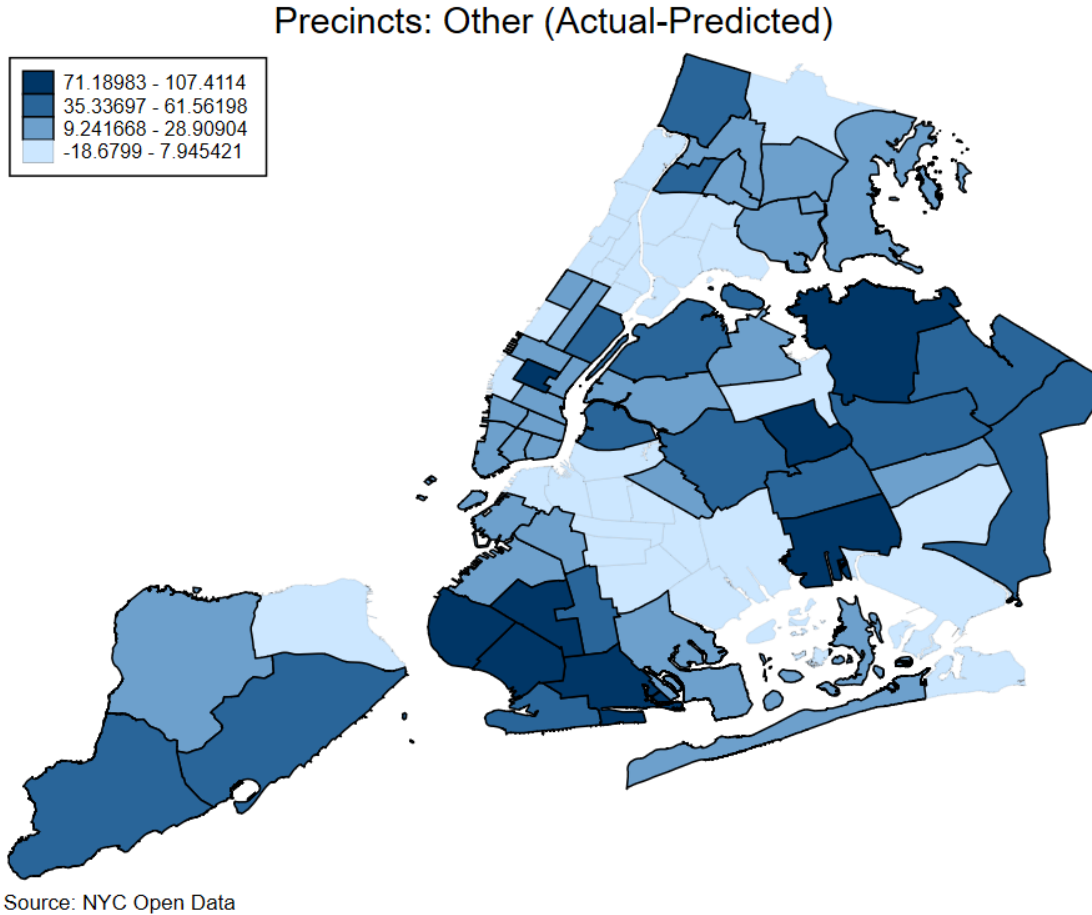 Precincts: Other (Actual-Predicted)
71.18983 - 107.4114
35.33697 - 61.56198
9.241668 - 28.90904
-18.6799 - 7.945421
Source: NYC Open Data